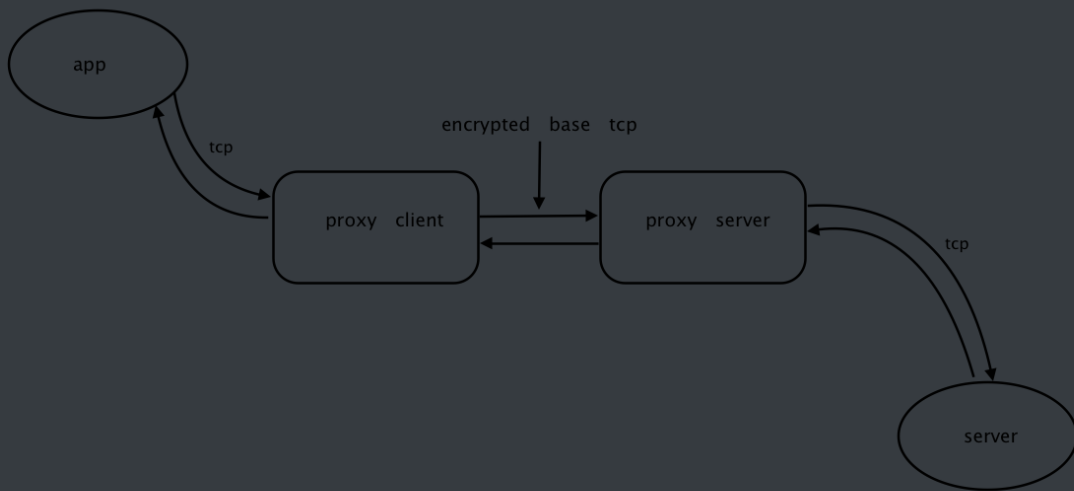 app
tcp
encrypted base tcp
proxy client
proxy server
tcp
server